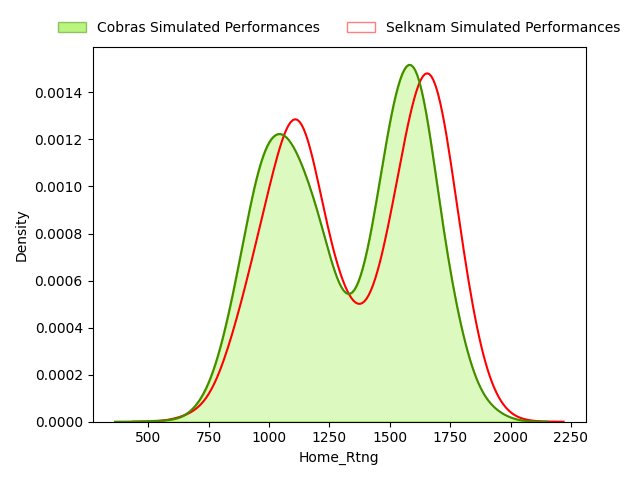 Cobras Simulated Performances Selknam Simulated Performances
0.0014
0.0012
0.0010
0.0008
0.0006
0.0004
0.0002
0.0000
Density
500 750 1000 1250 1500 1750 2000 2250
Home_Rtng